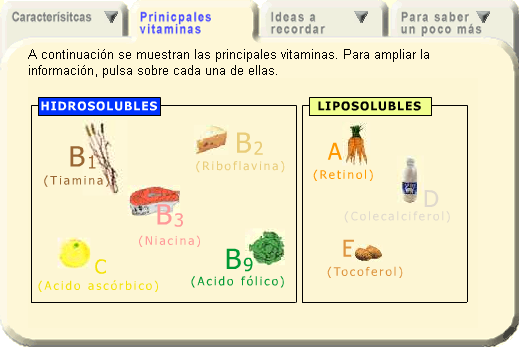 Caracterísitcas
Prinicpales
vitaminas
Ideas a
recordar
Para saber
un poco más
A continuación se muestran las principales vitaminas. Para ampliar la
información, pulsa sobre cada una de ellas.
HIDROSOLUBLES
B1
(Tiamina)
B2
(Riboflavina)
B3
(Niacina)
C
(Acido ascórbico)
B9
(Acido fólico)
LIPOSOLUBLES
A
(Retinol)
D
(Colecalciferol)
E
(Tocoferol)